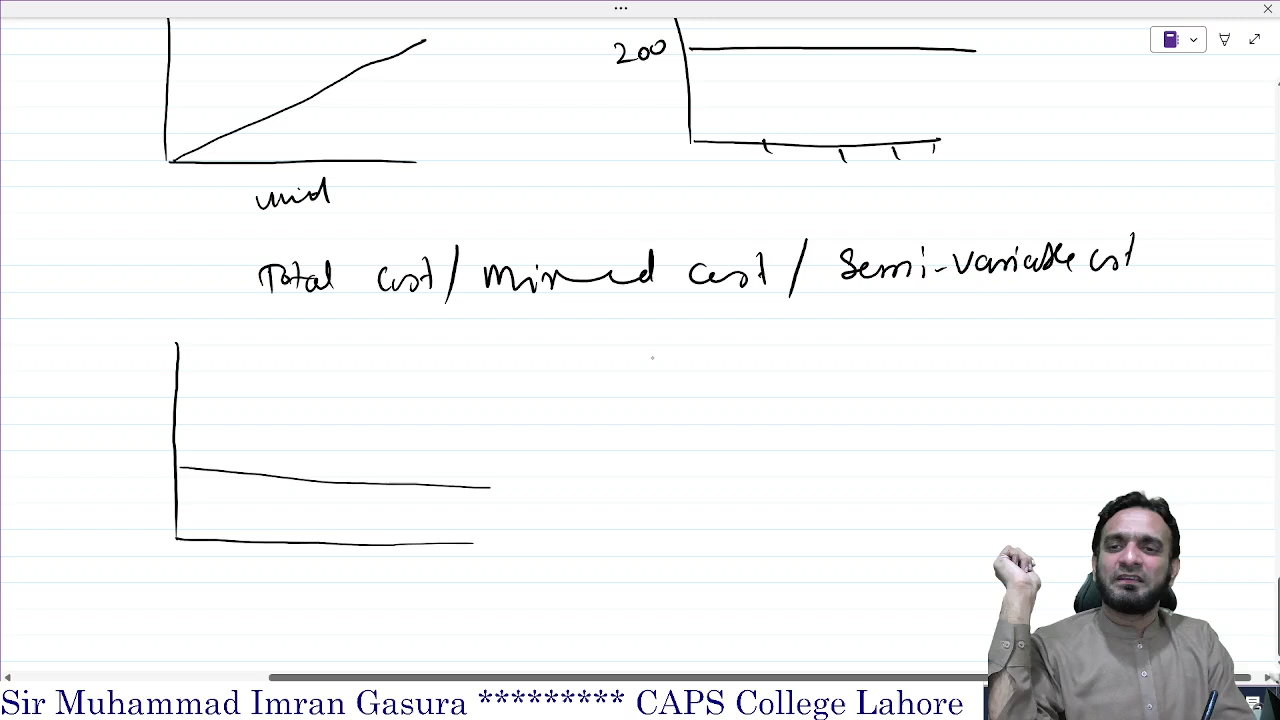 200
unit
Total cost / mixed cost / Semi-variable cost
Sir Muhammad Imran Gasura ********* CAPS College Lahore